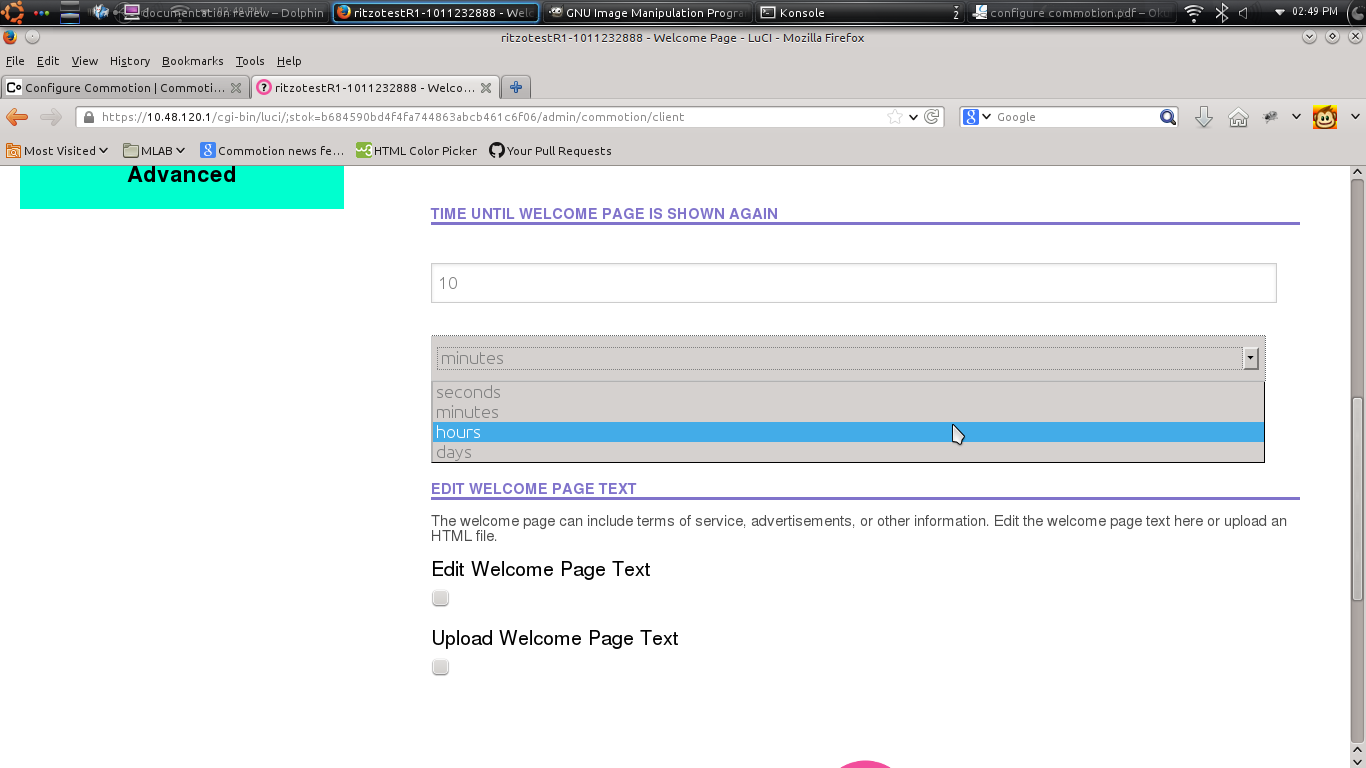 documentation review – Dolphin
ritzotestR1-1011232888 - Wel
GNU Image Manipulation Progra
Konsole
2
configure commotion.pdf – Ok
02:49 PM
ritzotestR1-1011232888 - Welcome Page - LuCI - Mozilla Firefox
File Edit View History Bookmarks Tools Help
Configure Commotion | Commoti...
ritzotestR1-1011232888 - Welco...
https://10.48.120.1/cgi-bin/luci/;stok=b684590bd4f4fa744863abcb461c6f06/admin/commotion/client
Google
Most Visited
MLAB
Commotion news fe...
HTML Color Picker
Your Pull Requests
Advanced
TIME UNTIL WELCOME PAGE IS SHOWN AGAIN
10
minutes
seconds
minutes
hours
days
EDIT WELCOME PAGE TEXT
The welcome page can include terms of service, advertisements, or other information. Edit the welcome page text here or upload an
HTML file.
Edit Welcome Page Text
Upload Welcome Page Text